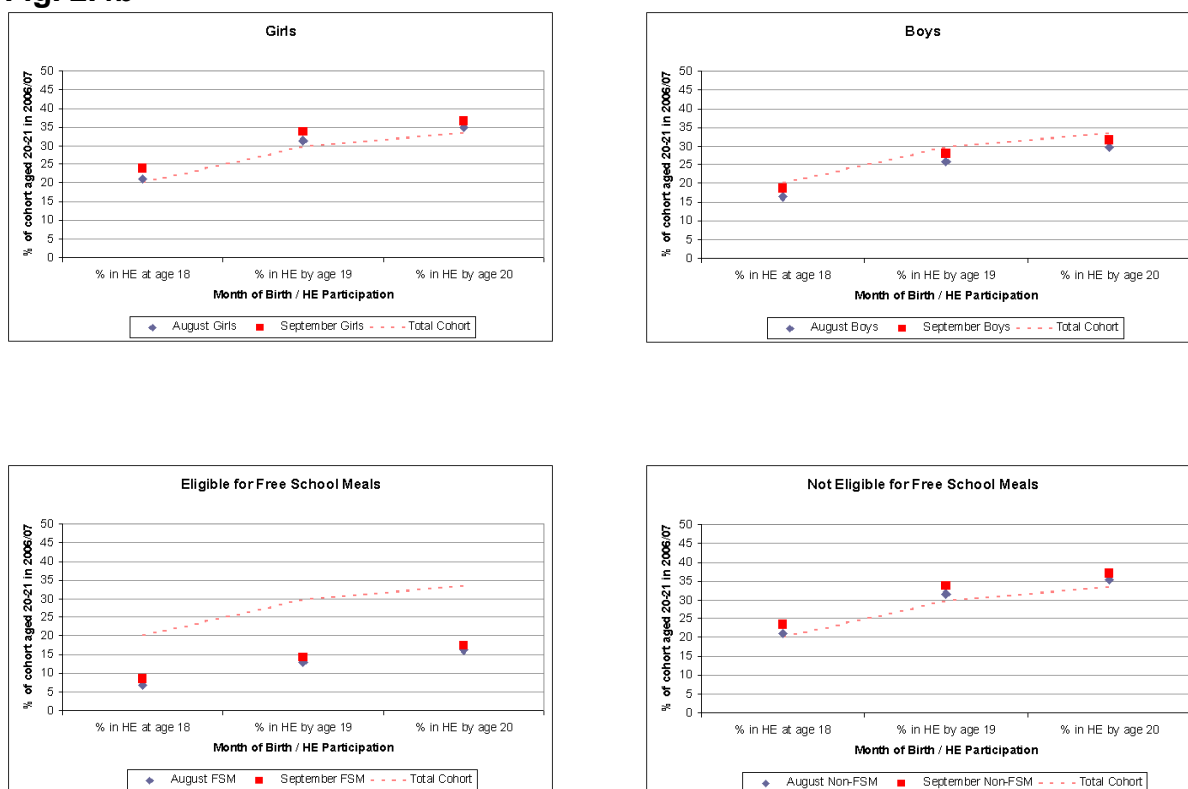 Fig. 2.4b
Girls
% of cohort aged 20-21 in 2006/07
50
45
40
35
30
25
20
15
10
5
0
% in HE at age 18 % in HE by age 19 % in HE by age 20
Month of Birth / HE Participation
August Girls September Girls Total Cohort
Boys
% of cohort aged 20-21 in 2006/07
50
45
40
35
30
25
20
15
10
5
0
% in HE at age 18 % in HE by age 19 % in HE by age 20
Month of Birth / HE Participation
August Boys September Boys Total Cohort
Eligible for Free School Meals
% of cohort aged 20-21 in 2006/07
50
45
40
35
30
25
20
15
10
5
0
% in HE at age 18 % in HE by age 19 % in HE by age 20
Month of Birth / HE Participation
August FSM September FSM Total Cohort
Not Eligible for Free School Meals
% of cohort aged 20-21 in 2006/07
50
45
40
35
30
25
20
15
10
5
0
% in HE at age 18 % in HE by age 19 % in HE by age 20
Month of Birth / HE Participation
August Non-FSM September Non-FSM Total Cohort